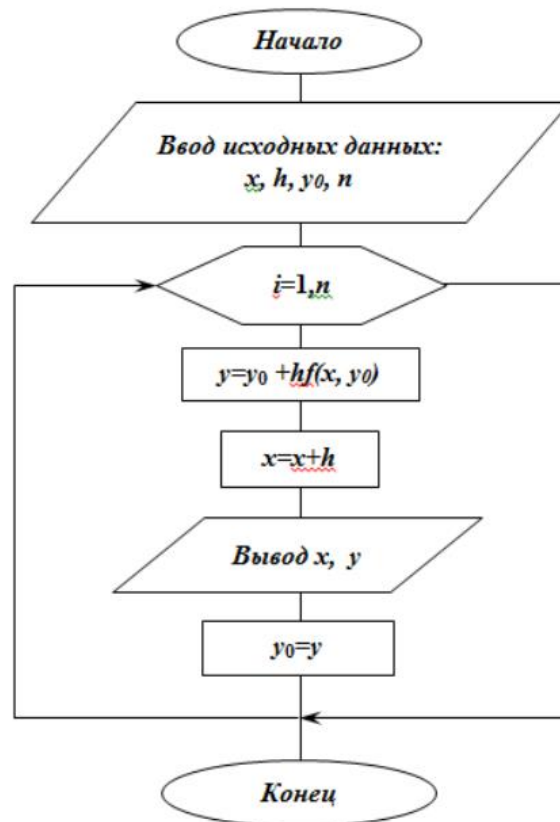 Начало
Ввод исходных данных:
x, h, y0, n
i=1,n
y=y0 +hf(x, y0)
x=x+h
Вывод x, y
y0=y
Конец